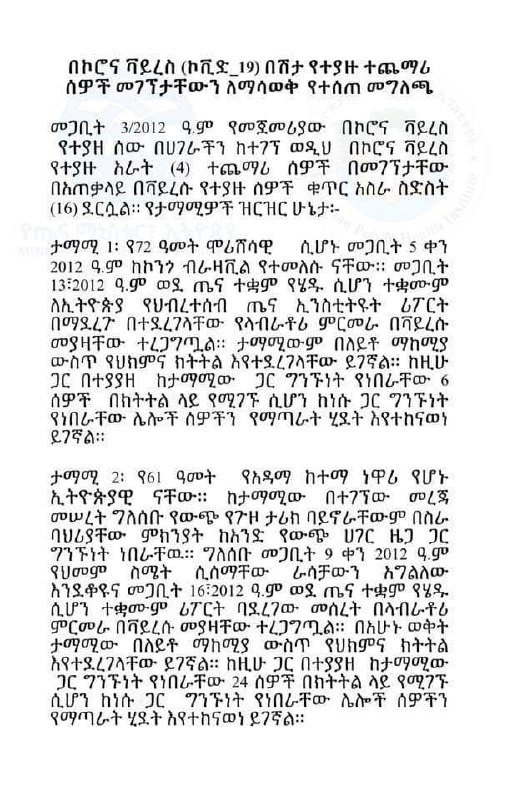 በኮሮና ቫይረስ (ኮቪድ_19) በሽታ የተያዙ ተጨማሪ
ሰዎች መገኘታቸውን ለማሳወቅ የተሰጠ መግለጫ
መጋቢት 3/2012 ዓ.ም የመጀመሪያው በኮሮና ቫይረስ
የተያዘ ሰው በሀገራችን ከተገኘ ወዲህ በኮሮና ቫይረስ
የተያዙ አራት (4) ተጨማሪ ሰዎች በመገኘታቸው
በአጠቃላይ በቫይረሱ የተያዙ ሰዎች ቁጥር አስራ ስድስት
(16) ደርሷል። የታማሚዎች ዝርዝር ሁኔታ፦
ታማሚ 1፡ የ72 ዓመት ሞሪሽሳዊ ሲሆኑ መጋቢት 5 ቀን
2012 ዓ.ም ከኮንጎ ብራዛቪል የተመለሱ ናቸው። መጋቢት
13፣2012 ዓ.ም ወደ ጤና ተቋም የሄዱ ሲሆን ተቋሙም
ለኢትዮጵያ የህብረተሰብ ጤና ኢንስቲትዩት ሪፖርት
በማደረጉ በተደረገላቸው የላብራቶሪ ምርመራ በቫይረሱ
መያዛቸው ተረጋግጧል። ታማሚውም በለይቶ ማከሚያ
ውስጥ የህክምና ክትትል እየተደረገላቸው ይገኛል። ከዚሁ
ጋር በተያያዘ ከታማሚው ጋር ግንኙነት የነበራቸው 6
ሰዎች በክትትል ላይ የሚገኙ ሲሆን ከነሱ ጋር ግንኙነት
የነበራቸው ሌሎች ሰዎችን የማጣራት ሂደት እየተከናወነ
ይገኛል።
ታማሚ 2፡ የ61 ዓመት የአዳማ ከተማ ነዋሪ የሆኑ
ኢትዮጵያዊ ናቸው። ከታማሚው በተገኘው መረጃ
መሠረት ግለሰቡ የውጭ የጉዞ ታሪክ ባይኖራቸውም በስራ
ባህሪያቸው ምክንያት ከአንድ የውጭ ሀገር ዜጋ ጋር
ግንኙነት ነበራቸዉ። ግለሰቡ መጋቢት 9 ቀን 2012 ዓ.ም
የህመም ስሜት ሲሰማቸው ራሳቻውን አግልለው
እንደቆዩና መጋቢት 16፣2012 ዓ.ም ወደ ጤና ተቋም የሄዱ
ሲሆን ተቋሙም ሪፖርት ባደረገው መሰረት በላብራቶሪ
ምርመራ በቫይረሱ መያዛቸው ተረጋግጧል። በአሁኑ ወቅት
ታማሚው በለይቶ ማከሚያ ውስጥ የህክምና ክትትል
እየተደረገላቸው ይገኛል። ከዚሁ ጋር በተያያዘ ከታማሚው
ጋር ግንኙነት የነበራቸው 24 ሰዎች በክትትል ላይ የሚገኙ
ሲሆን ከነሱ ጋር ግንኙነት የነበራቸው ሌሎች ሰዎችን
የማጣራት ሂደት እየተከናወነ ይገኛል።